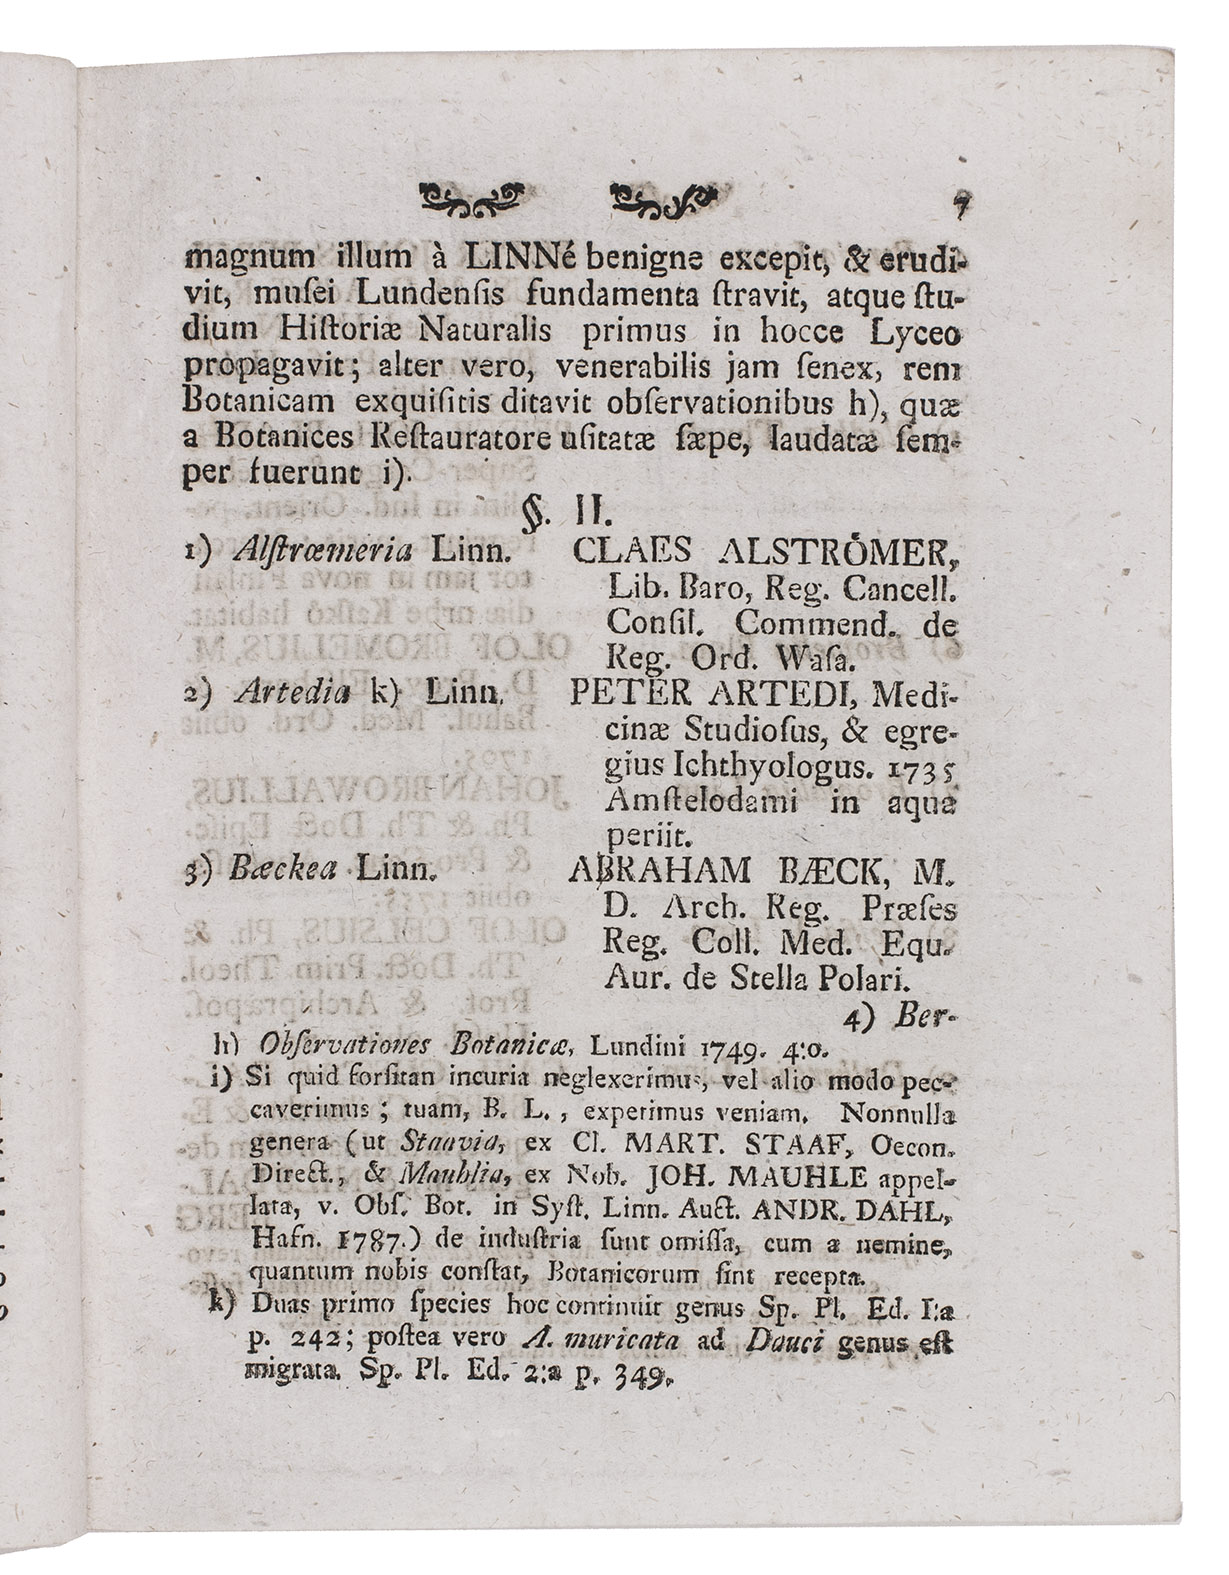 7
magnum illum à LINNé benigne excepit, & erudi-
vit, muſei Lundenſis fundamenta ſtravit, atque ſtu-
dium Hiſtoriæ Naturalis primus in hocce Lyceo
propagavit; alter vero, venerabilis jam ſenex, rem
Botanicam exquiſitis ditavit obſervationibus h), quæ
a Botanices Reſtauratore uſitatæ ſæpe, laudatæ ſem-
per fuerunt i).
§. II.
1) Alſtrœmeria Linn. CLAES ALSTRÖMER,
Lib. Baro, Reg. Cancell.
Conſil. Commend. de
Reg. Ord. Waſa.
2) Artedia k) Linn. PETER ARTEDI, Medi-
cinæ Studioſus, & egre-
gius Ichthyologus. 1735
Amſtelodami in aqua
periit.
3) Bæckea Linn. ABRAHAM BÆCK, M.
D. Arch. Reg. Præſes
Reg. Coll. Med. Equ.
Aur. de Stella Polari.
4) Ber-
h) Obſervationes Botanicæ, Lundini 1749. 4:o.
i) Si quid forſitan incuria neglexerimus, vel alio modo pec-
caverimus; tuam, B. L., experimus veniam. Nonnulla
genera (ut Staavia, ex Cl. MART. STAAF, Oecon.
Direct., & Mauhlia, ex Nob. JOH. MAUHLE appel-
lata, v. Obſ. Bot. in Syſt. Linn. Auct. ANDR. DAHL,
Hafn. 1787.) de induſtria ſunt omiſſa, cum a nemine,
quantum nobis conſtat, Botanicorum ſint recepta.
k) Duas primo ſpecies hoc continuit genus Sp. Pl. Ed. I:a
p. 242; poſtea vero A. muricata ad Dauci genus eſt
migrata. Sp. Pl. Ed. 2:a p. 349.